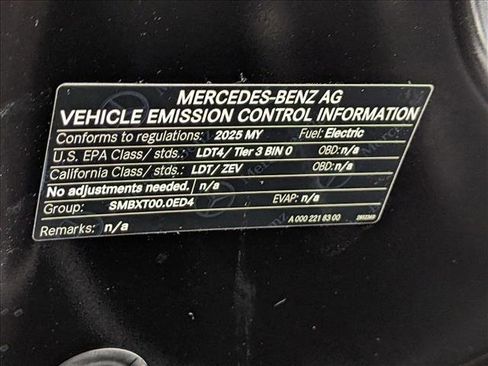 MERCEDES-BENZ AG
VEHICLE EMISSION CONTROL INFORMATION
Conforms to regulations: 2025 MY Fuel: Electric
U.S. EPA Class/ stds.: LDT4/ Tier 3 BIN 0 OBD: n/a
California Class/ stds.: LDT/ ZEV OBD: n/a
No adjustments needed. n/a
Group: SMBXT00.0ED4 EVAP: n/a
A 000 221 83 00
Remarks: n/a